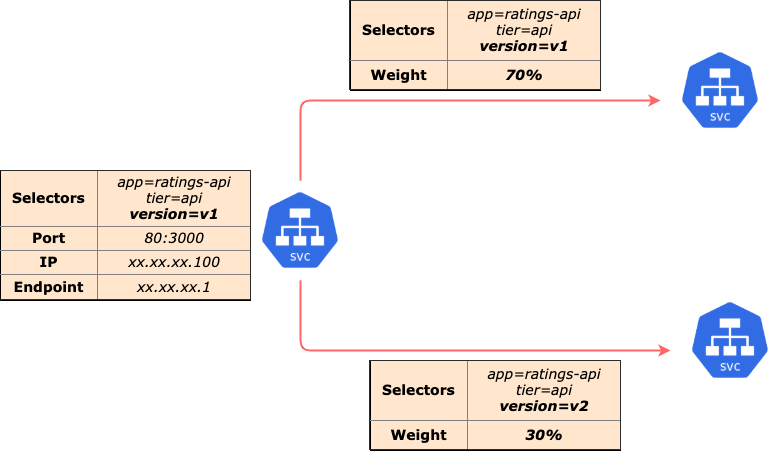 Selectors
app=ratings-api
tier=api
version=v1
Weight
70%
svc
Selectors
app=ratings-api
tier=api
version=v1
Port
80:3000
IP
xx.xx.xx.100
Endpoint
xx.xx.xx.1
svc
svc
Selectors
app=ratings-api
tier=api
version=v2
Weight
30%